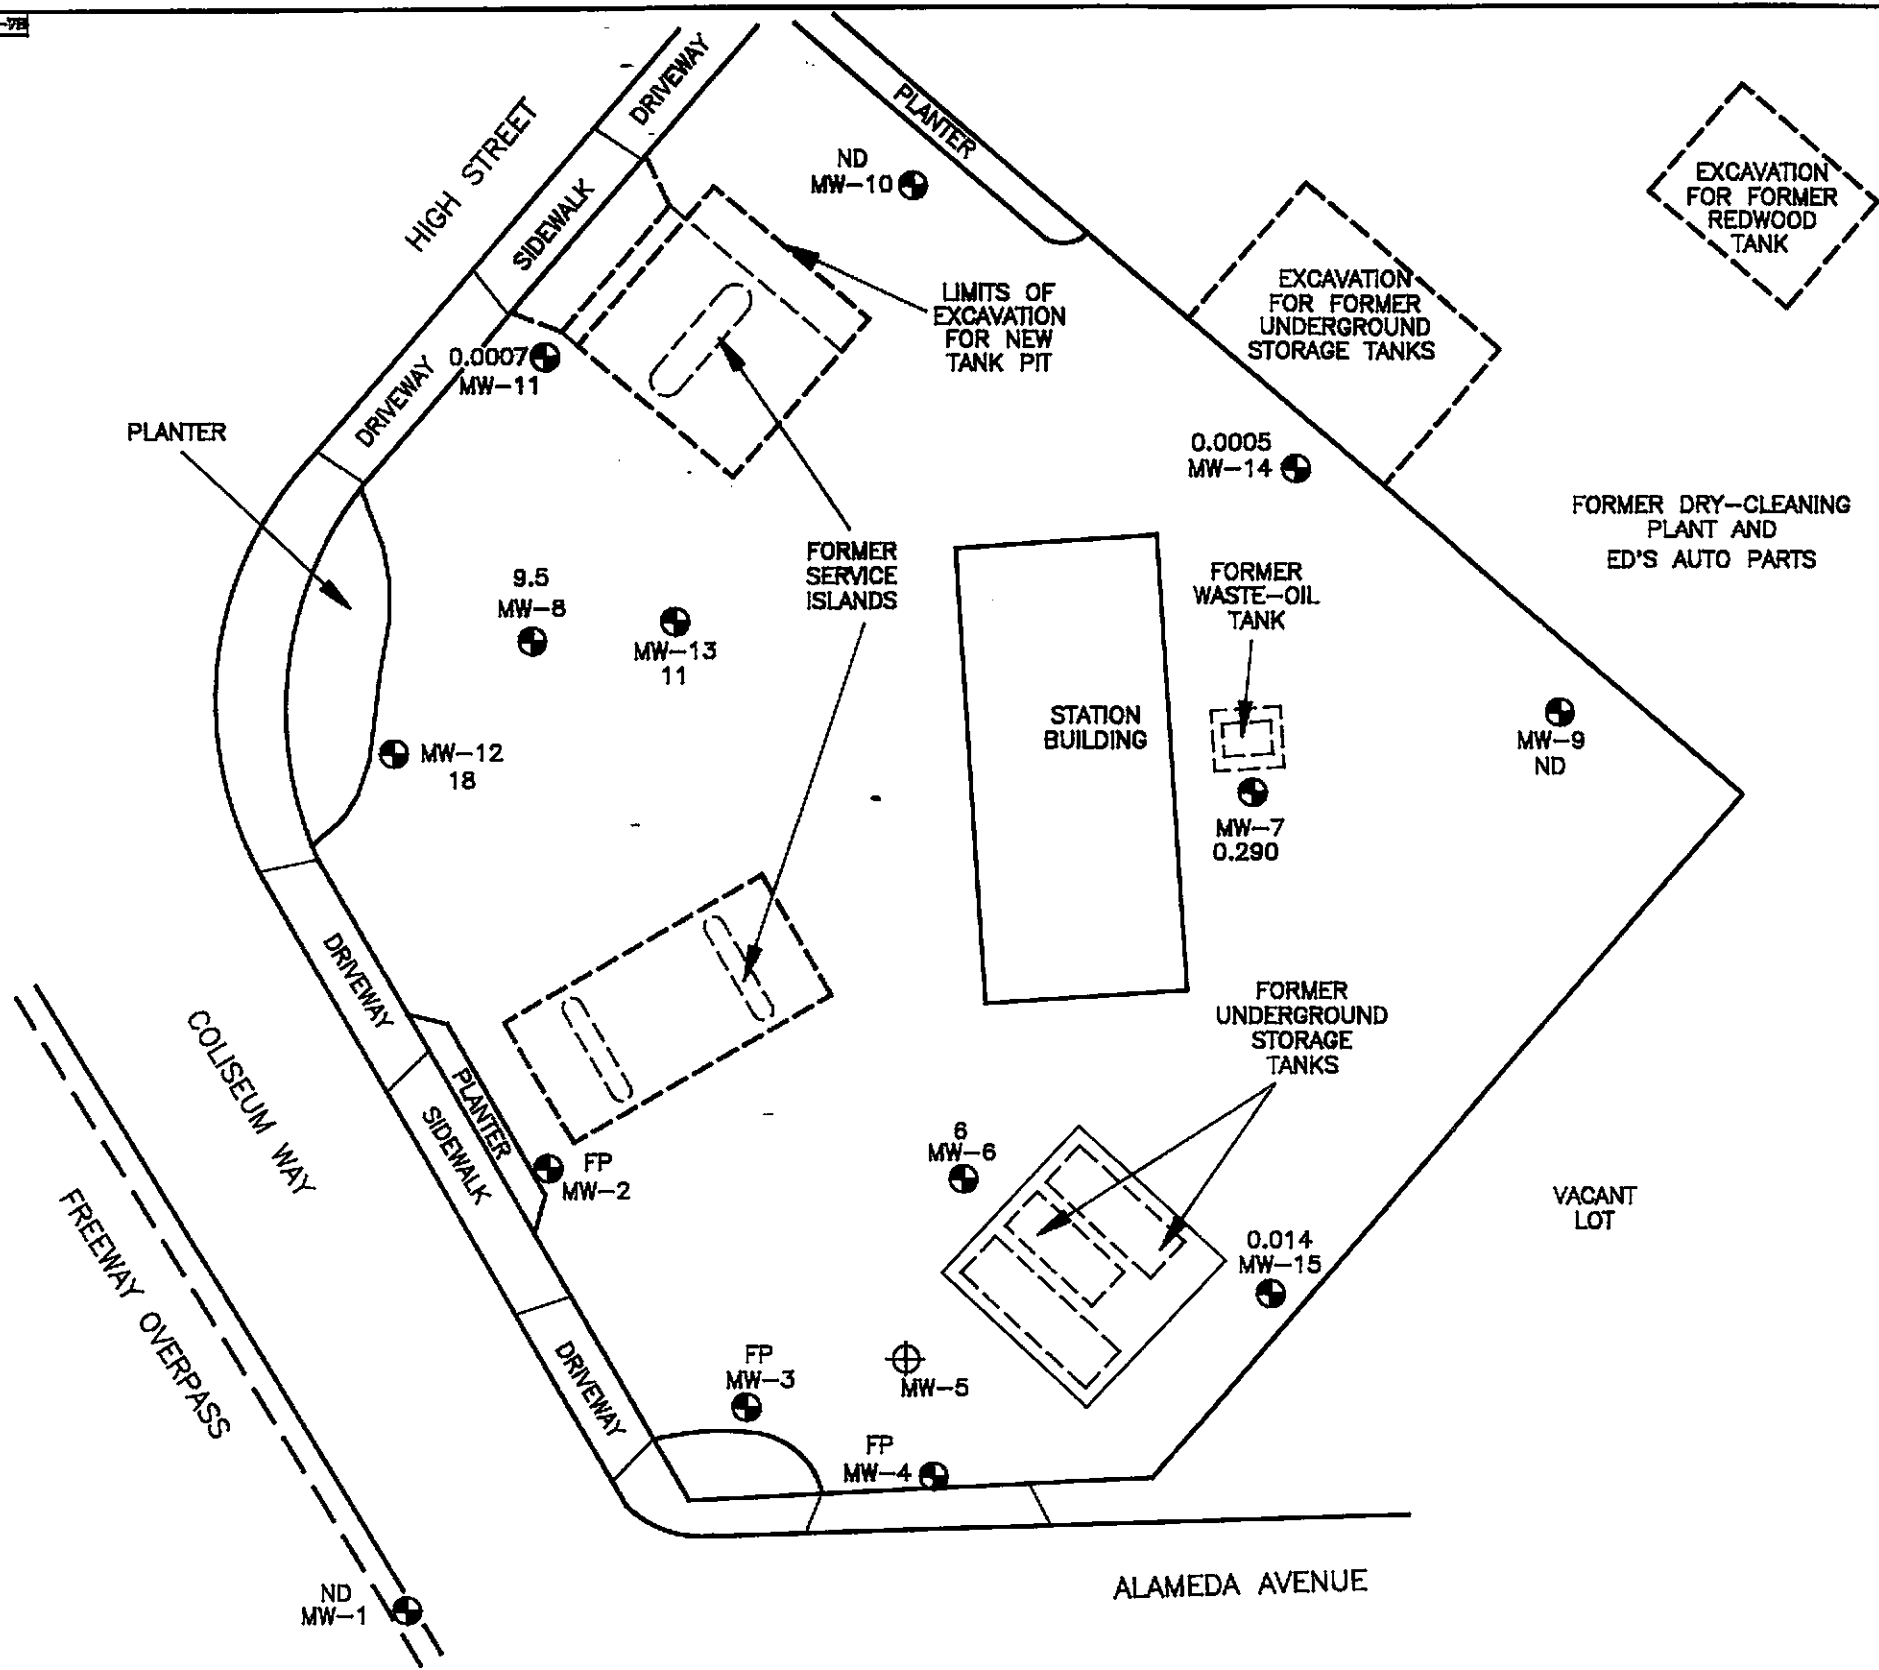 DRIVEWAY
HIGH STREET
SIDEWALK
DRIVEWAY
PLANTER
ND
MW-10
PLANTER
EXCAVATION
FOR FORMER
REDWOOD
TANK
EXCAVATION
FOR FORMER
UNDERGROUND
STORAGE TANKS
LIMITS OF
EXCAVATION
FOR NEW
TANK PIT
0.0007
MW-11
0.0005
MW-14
FORMER DRY-CLEANING
PLANT AND
ED'S AUTO PARTS
FORMER
SERVICE
ISLANDS
9.5
MW-8
MW-13
11
FORMER
WASTE-OIL
TANK
STATION
BUILDING
MW-12
18
MW-9
ND
MW-7
0.290
DRIVEWAY
COLISEUM WAY
PLANTER
SIDEWALK
FREEWAY OVERPASS
FP
MW-2
FORMER
UNDERGROUND
STORAGE
TANKS
6
MW-6
VACANT
LOT
0.014
MW-15
DRIVEWAY
FP
MW-3
MW-5
FP
MW-4
ND
MW-1
ALAMEDA AVENUE